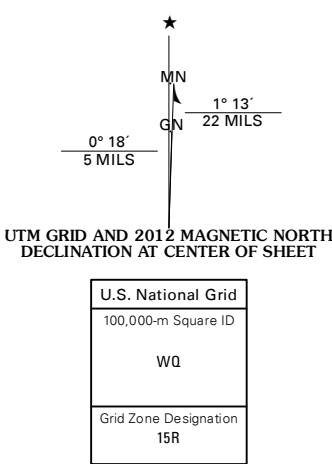 ★
MN
1° 13´
22 MILS
GN
0° 18´
5 MILS
UTM GRID AND 2012 MAGNETIC NORTH
DECLINATION AT CENTER OF SHEET
U.S. National Grid
100,000-m Square ID
WQ
Grid Zone Designation
15R